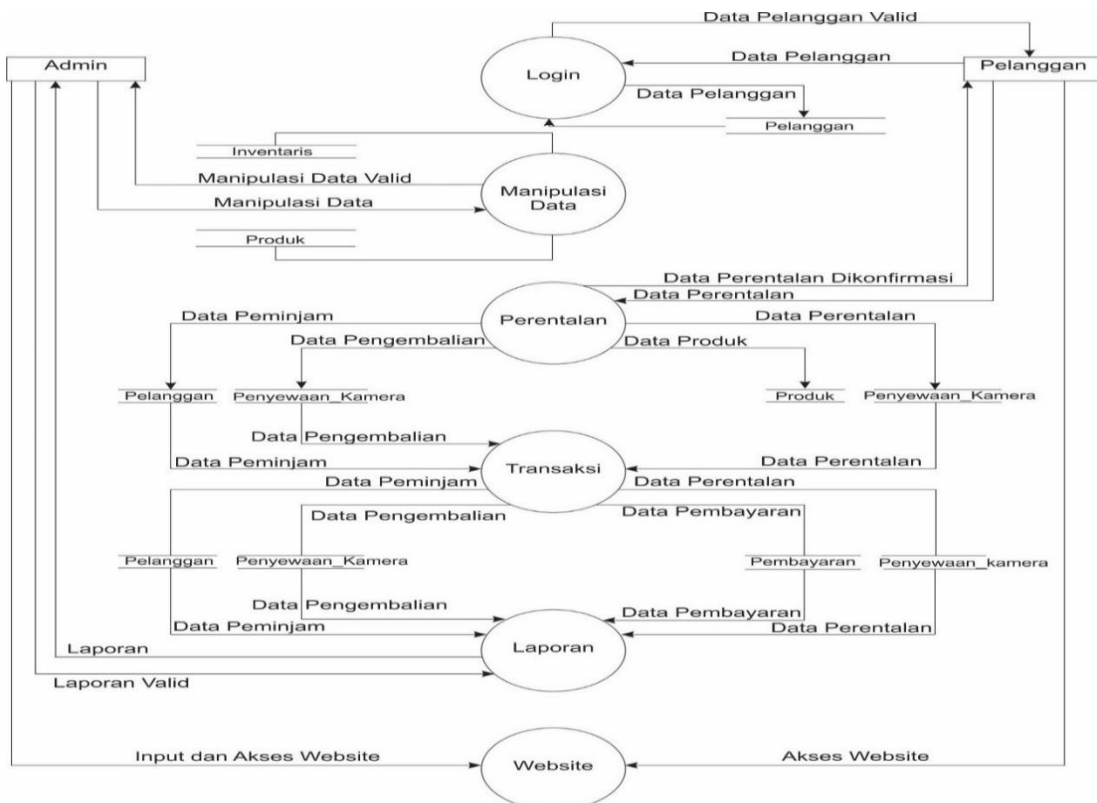 Data Pelanggan Valid
Admin
Data Pelanggan
Pelanggan
Login
Data Pelanggan
Pelanggan
Inventaris
Manipulasi Data Valid
Manipulasi
Data
Manipulasi Data
Produk
Data Perentalan Dikonfirmasi
Data Perentalan
Data Peminjam
Perentalan
Data Perentalan
Data Pengembalian
Data Produk
Pelanggan
Penyewaan_Kamera
Produk
Penyewaan_Kamera
Data Pengembalian
Data Peminjam
Transaksi
Data Perentalan
Data Peminjam
Data Perentalan
Data Pengembalian
Data Pembayaran
Pelanggan
Penyewaan_Kamera
Pembayaran
Penyewaan_kamera
Data Pengembalian
Data Pembayaran
Data Peminjam
Data Perentalan
Laporan
Laporan
Laporan Valid
Input dan Akses Website
Website
Akses Website